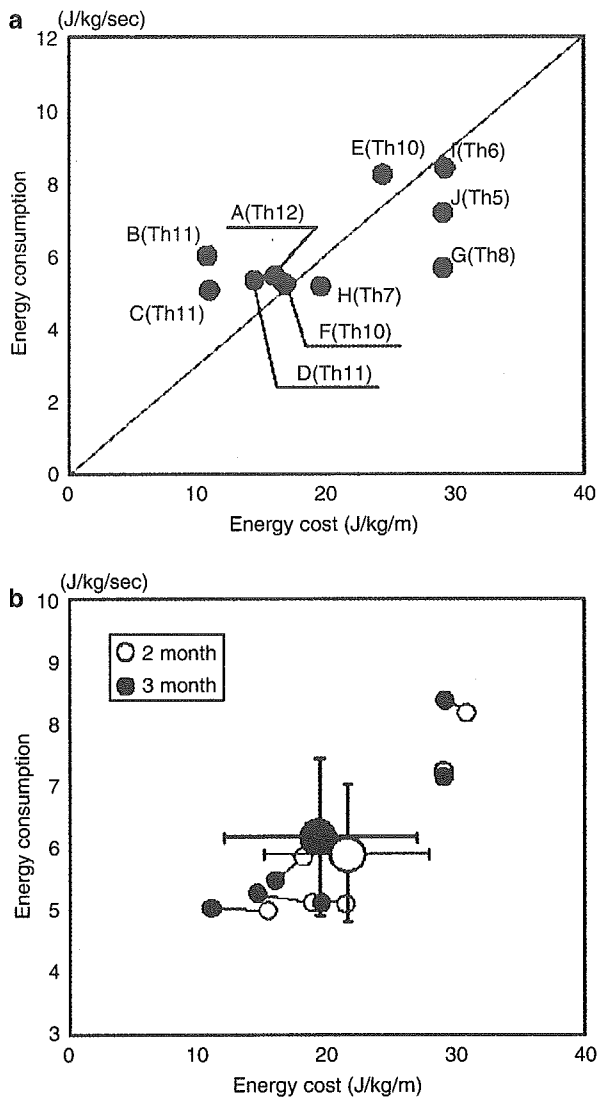 a (J/kg/sec)
12
10
8
6
4
2
0
Energy consumption
E(Th10)
I(Th6)
A(Th12)
J(Th5)
B(Th11)
G(Th8)
C(Th11)
H(Th7)
F(Th10)
D(Th11)
0 10 20 30 40
Energy cost (J/kg/m)
b (J/kg/sec)
10
9
8
7
6
5
4
3
Energy consumption
2 month
3 month
0 10 20 30 40
Energy cost (J/kg/m)